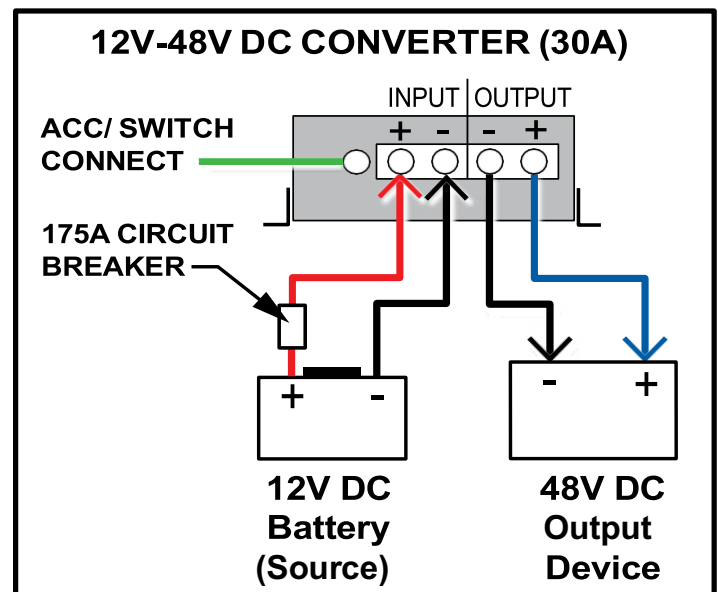 12V-48V DC CONVERTER (30A)
INPUT OUTPUT
+ - - +
ACC/ SWITCH
CONNECT
175A CIRCUIT
BREAKER
+ -
- +
12V DC
Battery
(Source)
48V DC
Output
Device